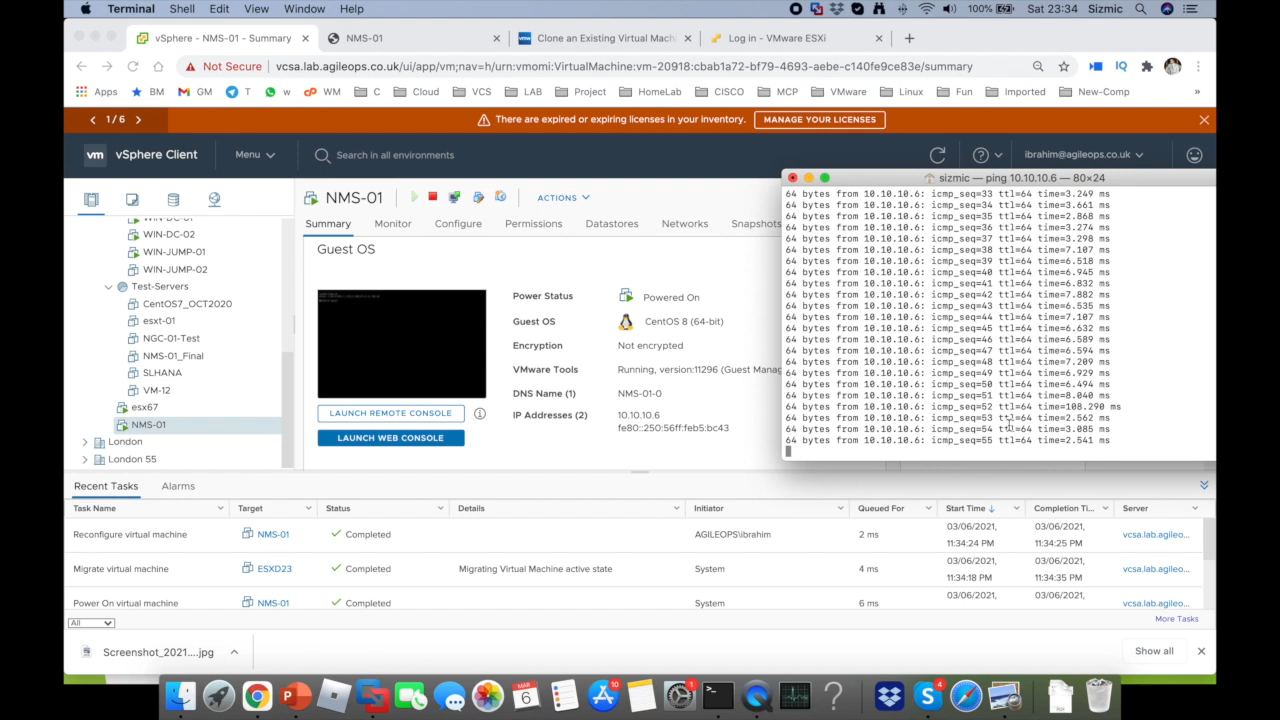 Terminal Shell Edit View Window Help 100% Sat 23:34 Sizmic
vSphere - NMS-01 - Summary NMS-01 Clone an Existing Virtual Mach Log in - VMware ESXi
Not Secure vcsa.lab.agileops.co.uk/ui/app/vm;nav=h/urn:vmomi:VirtualMachine:vm-20918:cbab1a72-bf79-4693-aebe-c140fe9ce83e/summary
Apps BM GM T w WM C Cloud VCS LAB Project HomeLab CISCO MCP VMware Linux Fun Imported New-Comp »
1/6 There are expired or expiring licenses in your inventory. MANAGE YOUR LICENSES
vm vSphere Client Menu Search in all environments ibrahim@agileops.co.uk
WIN-DC-01
WIN-DC-02
WIN-JUMP-01
WIN-JUMP-02
Test-Servers
CentOS7_OCT2020
esxt-01
NGC-01-Test
NMS-01_Final
SLHANA
VM-12
esx67
NMS-01
London
London 55
NMS-01 ACTIONS
Summary Monitor Configure Permissions Datastores Networks Snapshots
Guest OS
LAUNCH REMOTE CONSOLE
LAUNCH WEB CONSOLE
Power Status Powered On
Guest OS CentOS 8 (64-bit)
Encryption Not encrypted
VMware Tools Running, version:11296 (Guest Manag
DNS Name (1) NMS-01-0
IP Addresses (2) 10.10.10.6
fe80::250:56ff:feb5:bc43
sizmic — ping 10.10.10.6 — 80×24
64 bytes from 10.10.10.6: icmp_seq=33 ttl=64 time=3.249 ms
64 bytes from 10.10.10.6: icmp_seq=34 ttl=64 time=3.661 ms
64 bytes from 10.10.10.6: icmp_seq=35 ttl=64 time=2.868 ms
64 bytes from 10.10.10.6: icmp_seq=36 ttl=64 time=3.274 ms
64 bytes from 10.10.10.6: icmp_seq=37 ttl=64 time=3.298 ms
64 bytes from 10.10.10.6: icmp_seq=38 ttl=64 time=7.107 ms
64 bytes from 10.10.10.6: icmp_seq=39 ttl=64 time=6.518 ms
64 bytes from 10.10.10.6: icmp_seq=40 ttl=64 time=6.945 ms
64 bytes from 10.10.10.6: icmp_seq=41 ttl=64 time=6.832 ms
64 bytes from 10.10.10.6: icmp_seq=42 ttl=64 time=7.882 ms
64 bytes from 10.10.10.6: icmp_seq=43 ttl=64 time=6.535 ms
64 bytes from 10.10.10.6: icmp_seq=44 ttl=64 time=7.107 ms
64 bytes from 10.10.10.6: icmp_seq=45 ttl=64 time=6.632 ms
64 bytes from 10.10.10.6: icmp_seq=46 ttl=64 time=6.589 ms
64 bytes from 10.10.10.6: icmp_seq=47 ttl=64 time=6.594 ms
64 bytes from 10.10.10.6: icmp_seq=48 ttl=64 time=7.209 ms
64 bytes from 10.10.10.6: icmp_seq=49 ttl=64 time=6.929 ms
64 bytes from 10.10.10.6: icmp_seq=50 ttl=64 time=6.494 ms
64 bytes from 10.10.10.6: icmp_seq=51 ttl=64 time=8.040 ms
64 bytes from 10.10.10.6: icmp_seq=52 ttl=64 time=108.290 ms
64 bytes from 10.10.10.6: icmp_seq=53 ttl=64 time=2.562 ms
64 bytes from 10.10.10.6: icmp_seq=54 ttl=64 time=3.085 ms
64 bytes from 10.10.10.6: icmp_seq=55 ttl=64 time=2.541 ms
Recent Tasks Alarms
Task Name Target Status Details Initiator Queued For Start Time Completion Ti... Server
Reconfigure virtual machine NMS-01 Completed AGILEOPS\ibrahim 2 ms 03/06/2021, 11:34:24 PM 03/06/2021, 11:34:25 PM vcsa.lab.agileo...
Migrate virtual machine ESXD23 Completed Migrating Virtual Machine active state System 4 ms 03/06/2021, 11:34:18 PM 03/06/2021, 11:34:35 PM vcsa.lab.agileo...
Power On virtual machine NMS-01 Completed System 6 ms 03/06/2021, 03/06/2021, vcsa.lab.agileo...
All More Tasks
Screenshot_2021....jpg Show all
MAR 6 10 1 4